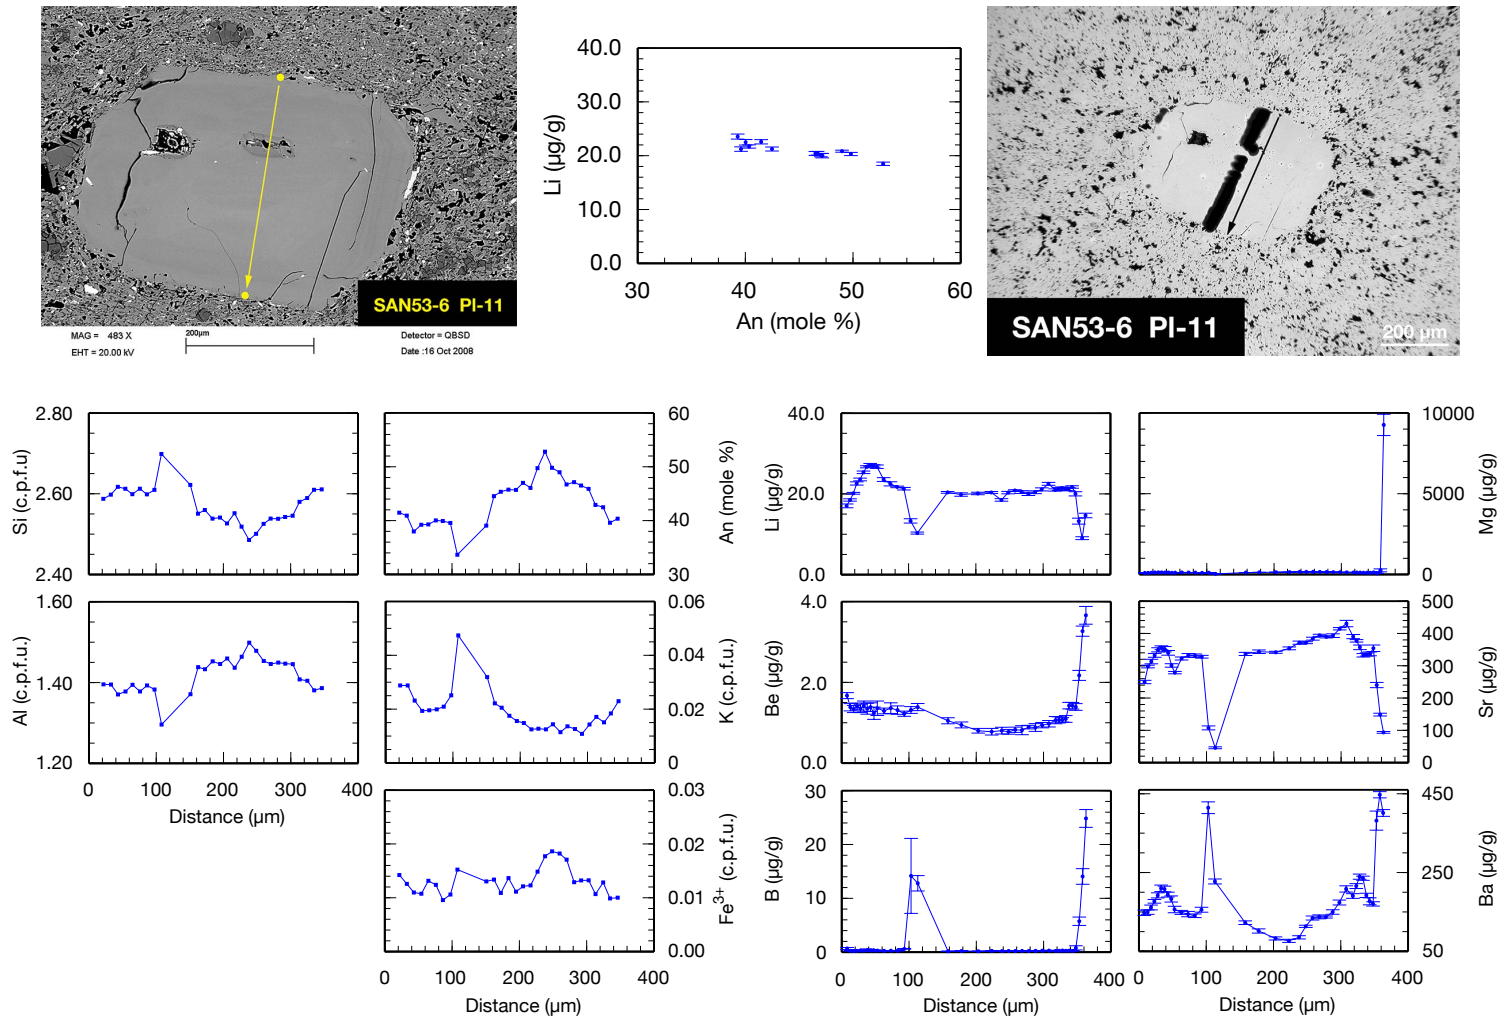 SAN53-6 Pl-11
MAG = 483 X
EHT = 20.00 kV
200µm
Detector = QBSD
Date :16 Oct 2008
40.0
30.0
20.0
10.0
0.0
Li (µg/g)
30 40 50 60
An (mole %)
SAN53-6 Pl-11
200 µm
2.80
2.60
2.40
Si (c.p.f.u)
60
50
40
30
An (mole %)
40.0
20.0
0.0
Li (µg/g)
10000
5000
0
Mg (µg/g)
1.60
1.40
1.20
Al (c.p.f.u.)
0 100 200 300 400
Distance (µm)
0.06
0.04
0.02
0
K (c.p.f.u.)
4.0
2.0
0.0
Be (µg/g)
500
400
300
200
100
0
Sr (µg/g)
0.03
0.02
0.01
0.00
Fe³⁺ (c.p.f.u.)
0 100 200 300 400
Distance (µm)
30
20
10
0
B (µg/g)
0 100 200 300 400
Distance (µm)
450
250
50
Ba (µg/g)
0 100 200 300 400
Distance (µm)